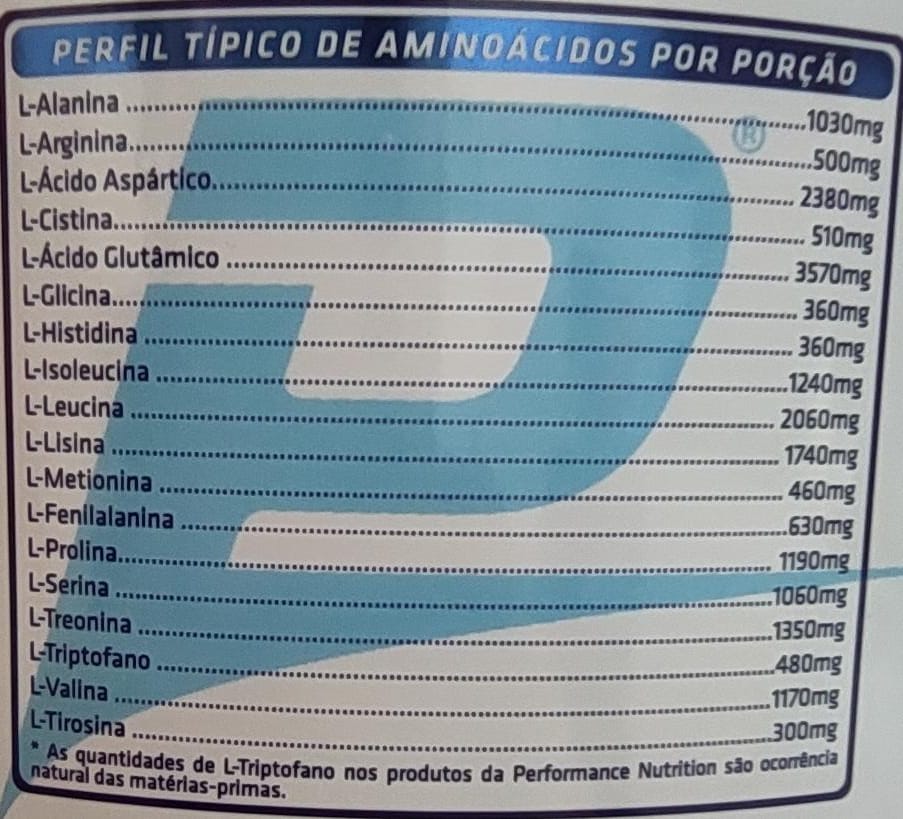 PERFIL TÍPICO DE AMINOÁCIDOS POR PORÇÃO
L-Alanina ........ 1030mg
L-Arginina ........ 500mg
L-Ácido Aspártico ........ 2380mg
L-Cistina ........ 510mg
L-Ácido Glutâmico ........ 3570mg
L-Glicina ........ 360mg
L-Histidina ........ 360mg
L-Isoleucina ........ 1240mg
L-Leucina ........ 2060mg
L-Lisina ........ 1740mg
L-Metionina ........ 460mg
L-Fenilalanina ........ 630mg
L-Prolina ........ 1190mg
L-Serina ........ 1060mg
L-Treonina ........ 1350mg
L-Triptofano ........ 480mg
L-Valina ........ 1170mg
L-Tirosina ........ 300mg
* As quantidades de L-Triptofano nos produtos da Performance Nutrition são ocorrência
natural das matérias-primas.
®